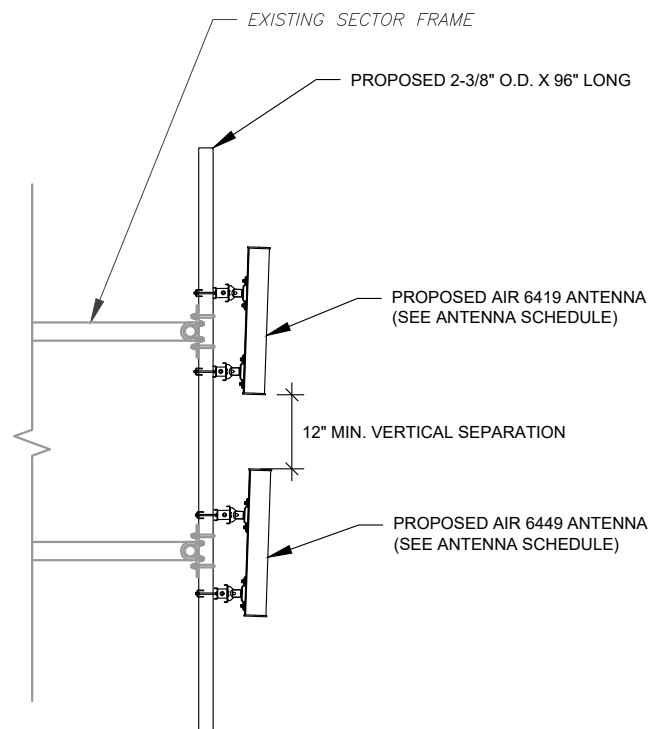 EXISTING SECTOR FRAME
PROPOSED 2-3/8" O.D. X 96" LONG
PROPOSED AIR 6419 ANTENNA
(SEE ANTENNA SCHEDULE)
12" MIN. VERTICAL SEPARATION
PROPOSED AIR 6449 ANTENNA
(SEE ANTENNA SCHEDULE)